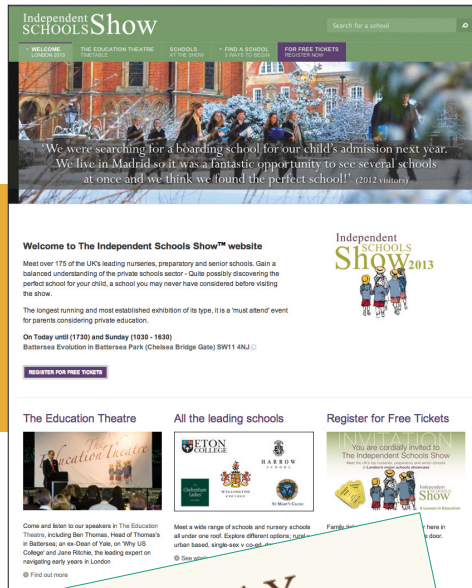 Independent
SCHOOLS Show
Search for a school
WELCOME
LONDON 2013
THE EDUCATION THEATRE
TIMETABLE
SCHOOLS
AT THE SHOW
FIND A SCHOOL
3 WAYS TO BEGIN
FOR FREE TICKETS
REGISTER NOW
'We were searching for a boarding school for our child's admission next year.
We live in Madrid so it was a fantastic opportunity to see several schools
at once and we think we found the perfect school!' (2012 visitors)
Welcome to The Independent Schools Show™ website
Meet over 175 of the UK's leading nurseries, preparatory and senior schools. Gain a
balanced understanding of the private schools sector - Quite possibly discovering the
perfect school for your child, a school you may never have considered before visiting
the show.
The longest running and most established exhibition of its type, it is a 'must attend' event
for parents considering private education.
On Today until (1730) and Sunday (1030 - 1630)
Battersea Evolution in Battersea Park (Chelsea Bridge Gate) SW11 4NJ
REGISTER FOR FREE TICKETS
Independent
SCHOOLS
Show 2013
The Education Theatre
The
Education Theatre
Come and listen to our speakers in The Education
Theatre, including Ben Thomas, Head of Thomas's
in Battersea; an ex-Dean of Yale, on 'Why US
College' and Jane Ritchie, the leading expert on
navigating early years in London
Find out more
All the leading schools
ETON
COLLEGE
HARROW
SCHOOL
Cheltenham
Ladies'
WELLINGTON
COLLEGE
ST MARY'S CALNE
Meet a wide range of schools and nursery schools
all under one roof. Explore different options; rural
urban based, single-sex v co-ed
See
Register for Free Tickets
You are cordially invited to
The Independent Schools Show
Meet the UK's top nurseries, preparatory and senior schools
at London's major schools showcase
Independent
SCHOOLS
Show
A Lesson in Education
Family
here in
door.